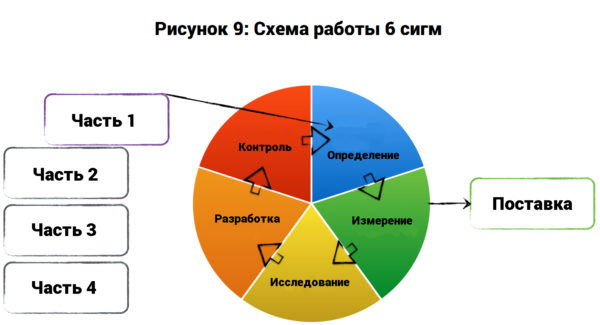 Рисунок 9: Схема работы 6 сигм
Часть 1
Часть 2
Часть 3
Часть 4
Контроль
Определение
Разработка
Измерение
Исследование
Поставка